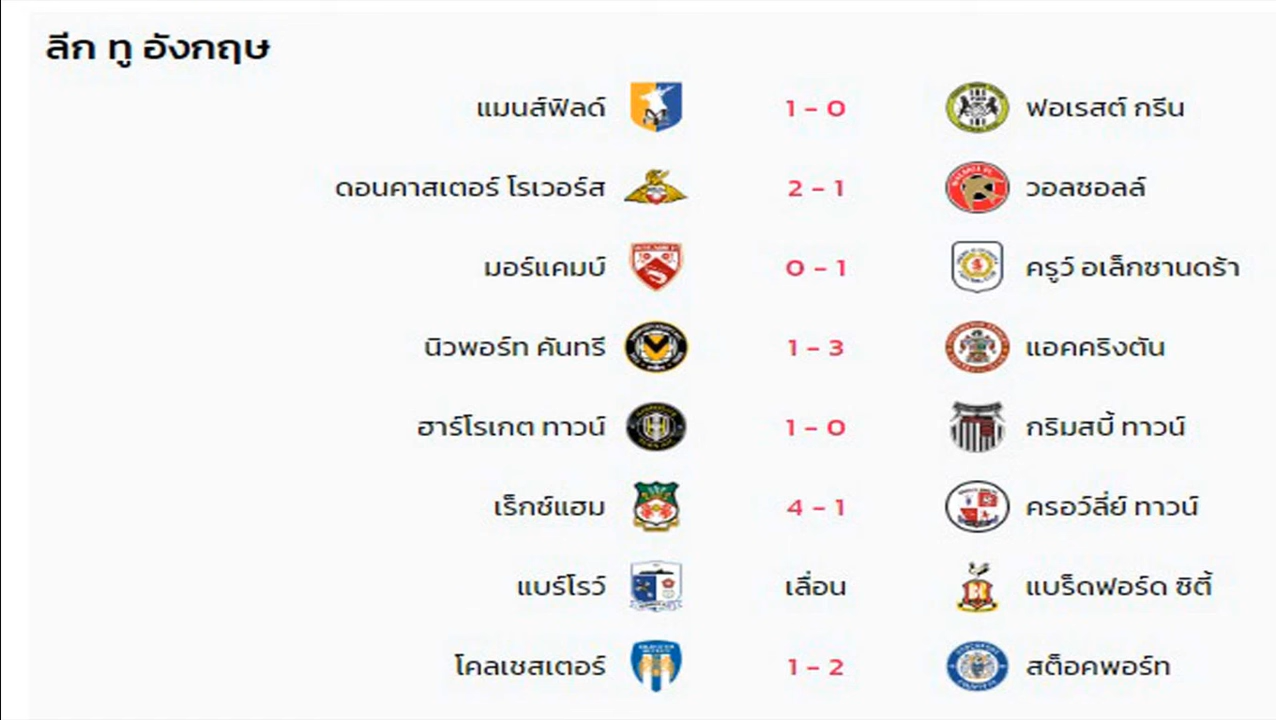 ลีก ทู อังกฤษ
แมนส์ฟิลด์ 1 - 0 ฟอเรสต์ กรีน
ดอนคาสเตอร์ โรเวอร์ส 2 - 1 วอลซอลล์
มอร์แคมบ์ 0 - 1 ครูว์ อเล็กซานดร้า
นิวพอร์ท คันทรี 1 - 3 แอคคริงตัน
ฮาร์โรเกต ทาวน์ 1 - 0 กริมสบี้ ทาวน์
เร็กซ์แฮม 4 - 1 ครอว์ลี่ย์ ทาวน์
แบร์โรว์ เลื่อน แบร็ดฟอร์ด ซิตี้
โคลเชสเตอร์ 1 - 2 สต็อคพอร์ท